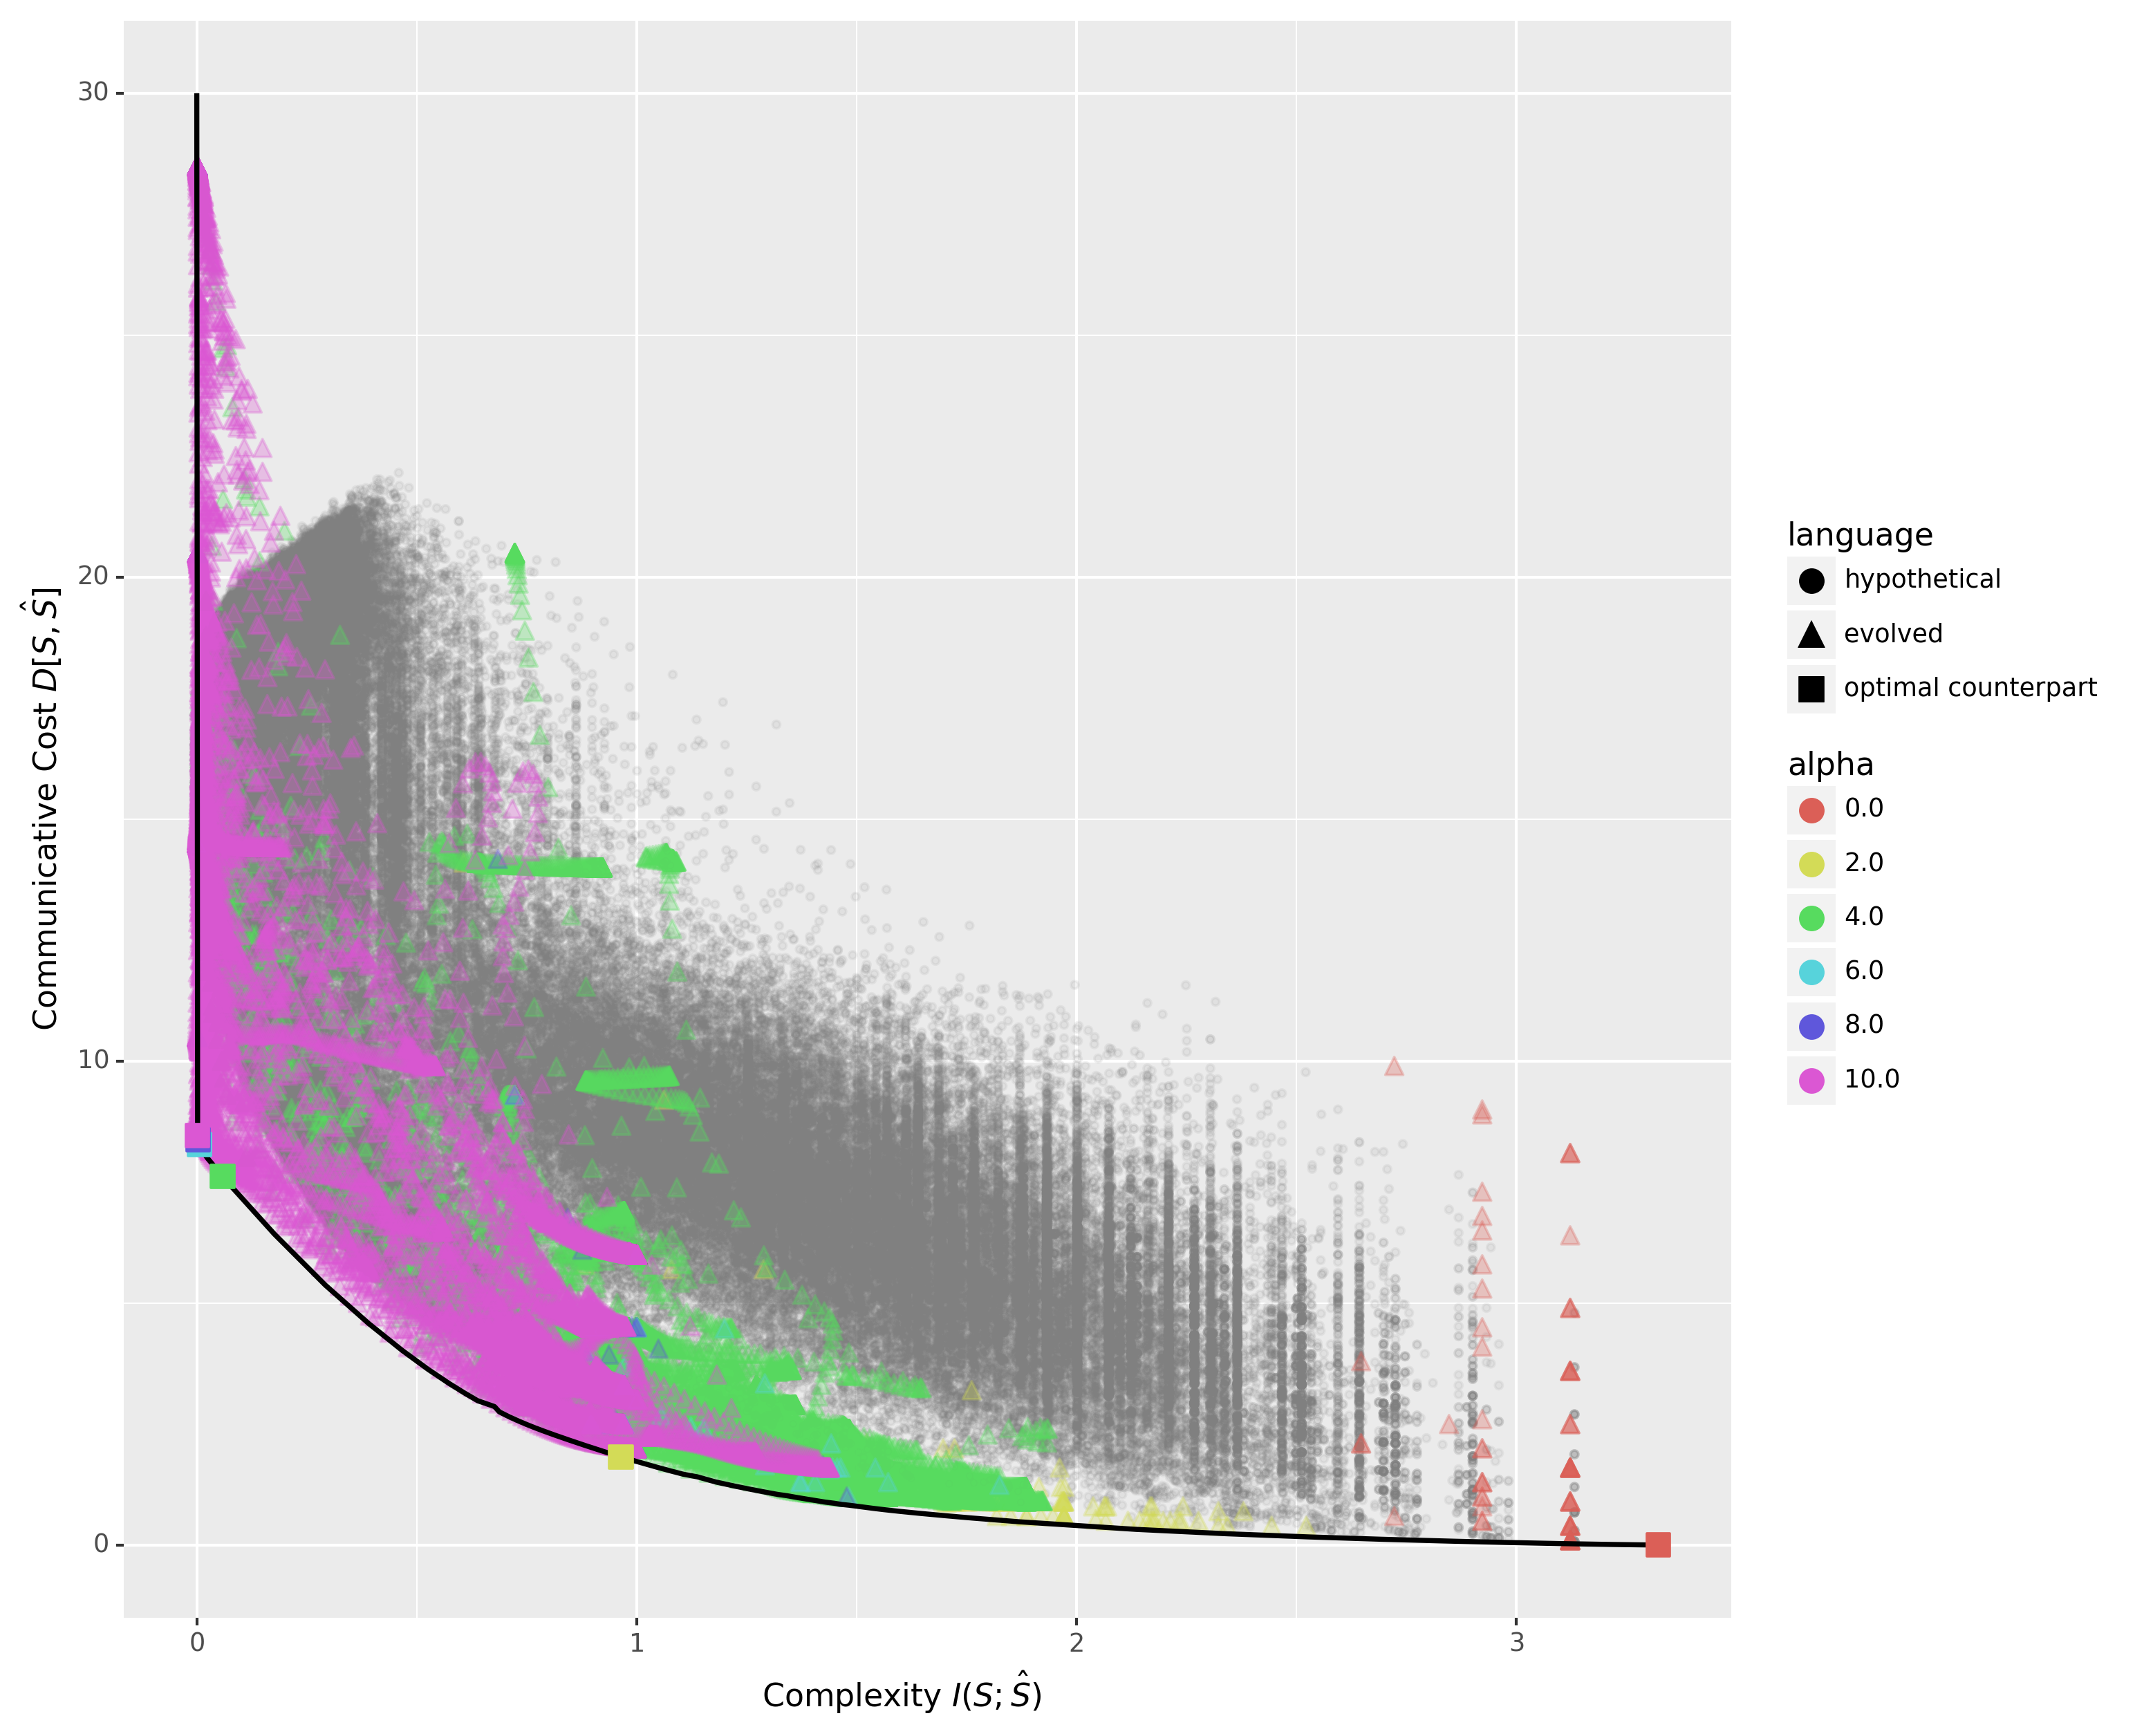 30
20
10
0
0
1
2
3
Communicative Cost D[S, Ŝ]
Complexity I(S; Ŝ)
language
hypothetical
evolved
optimal counterpart
alpha
0.0
2.0
4.0
6.0
8.0
10.0